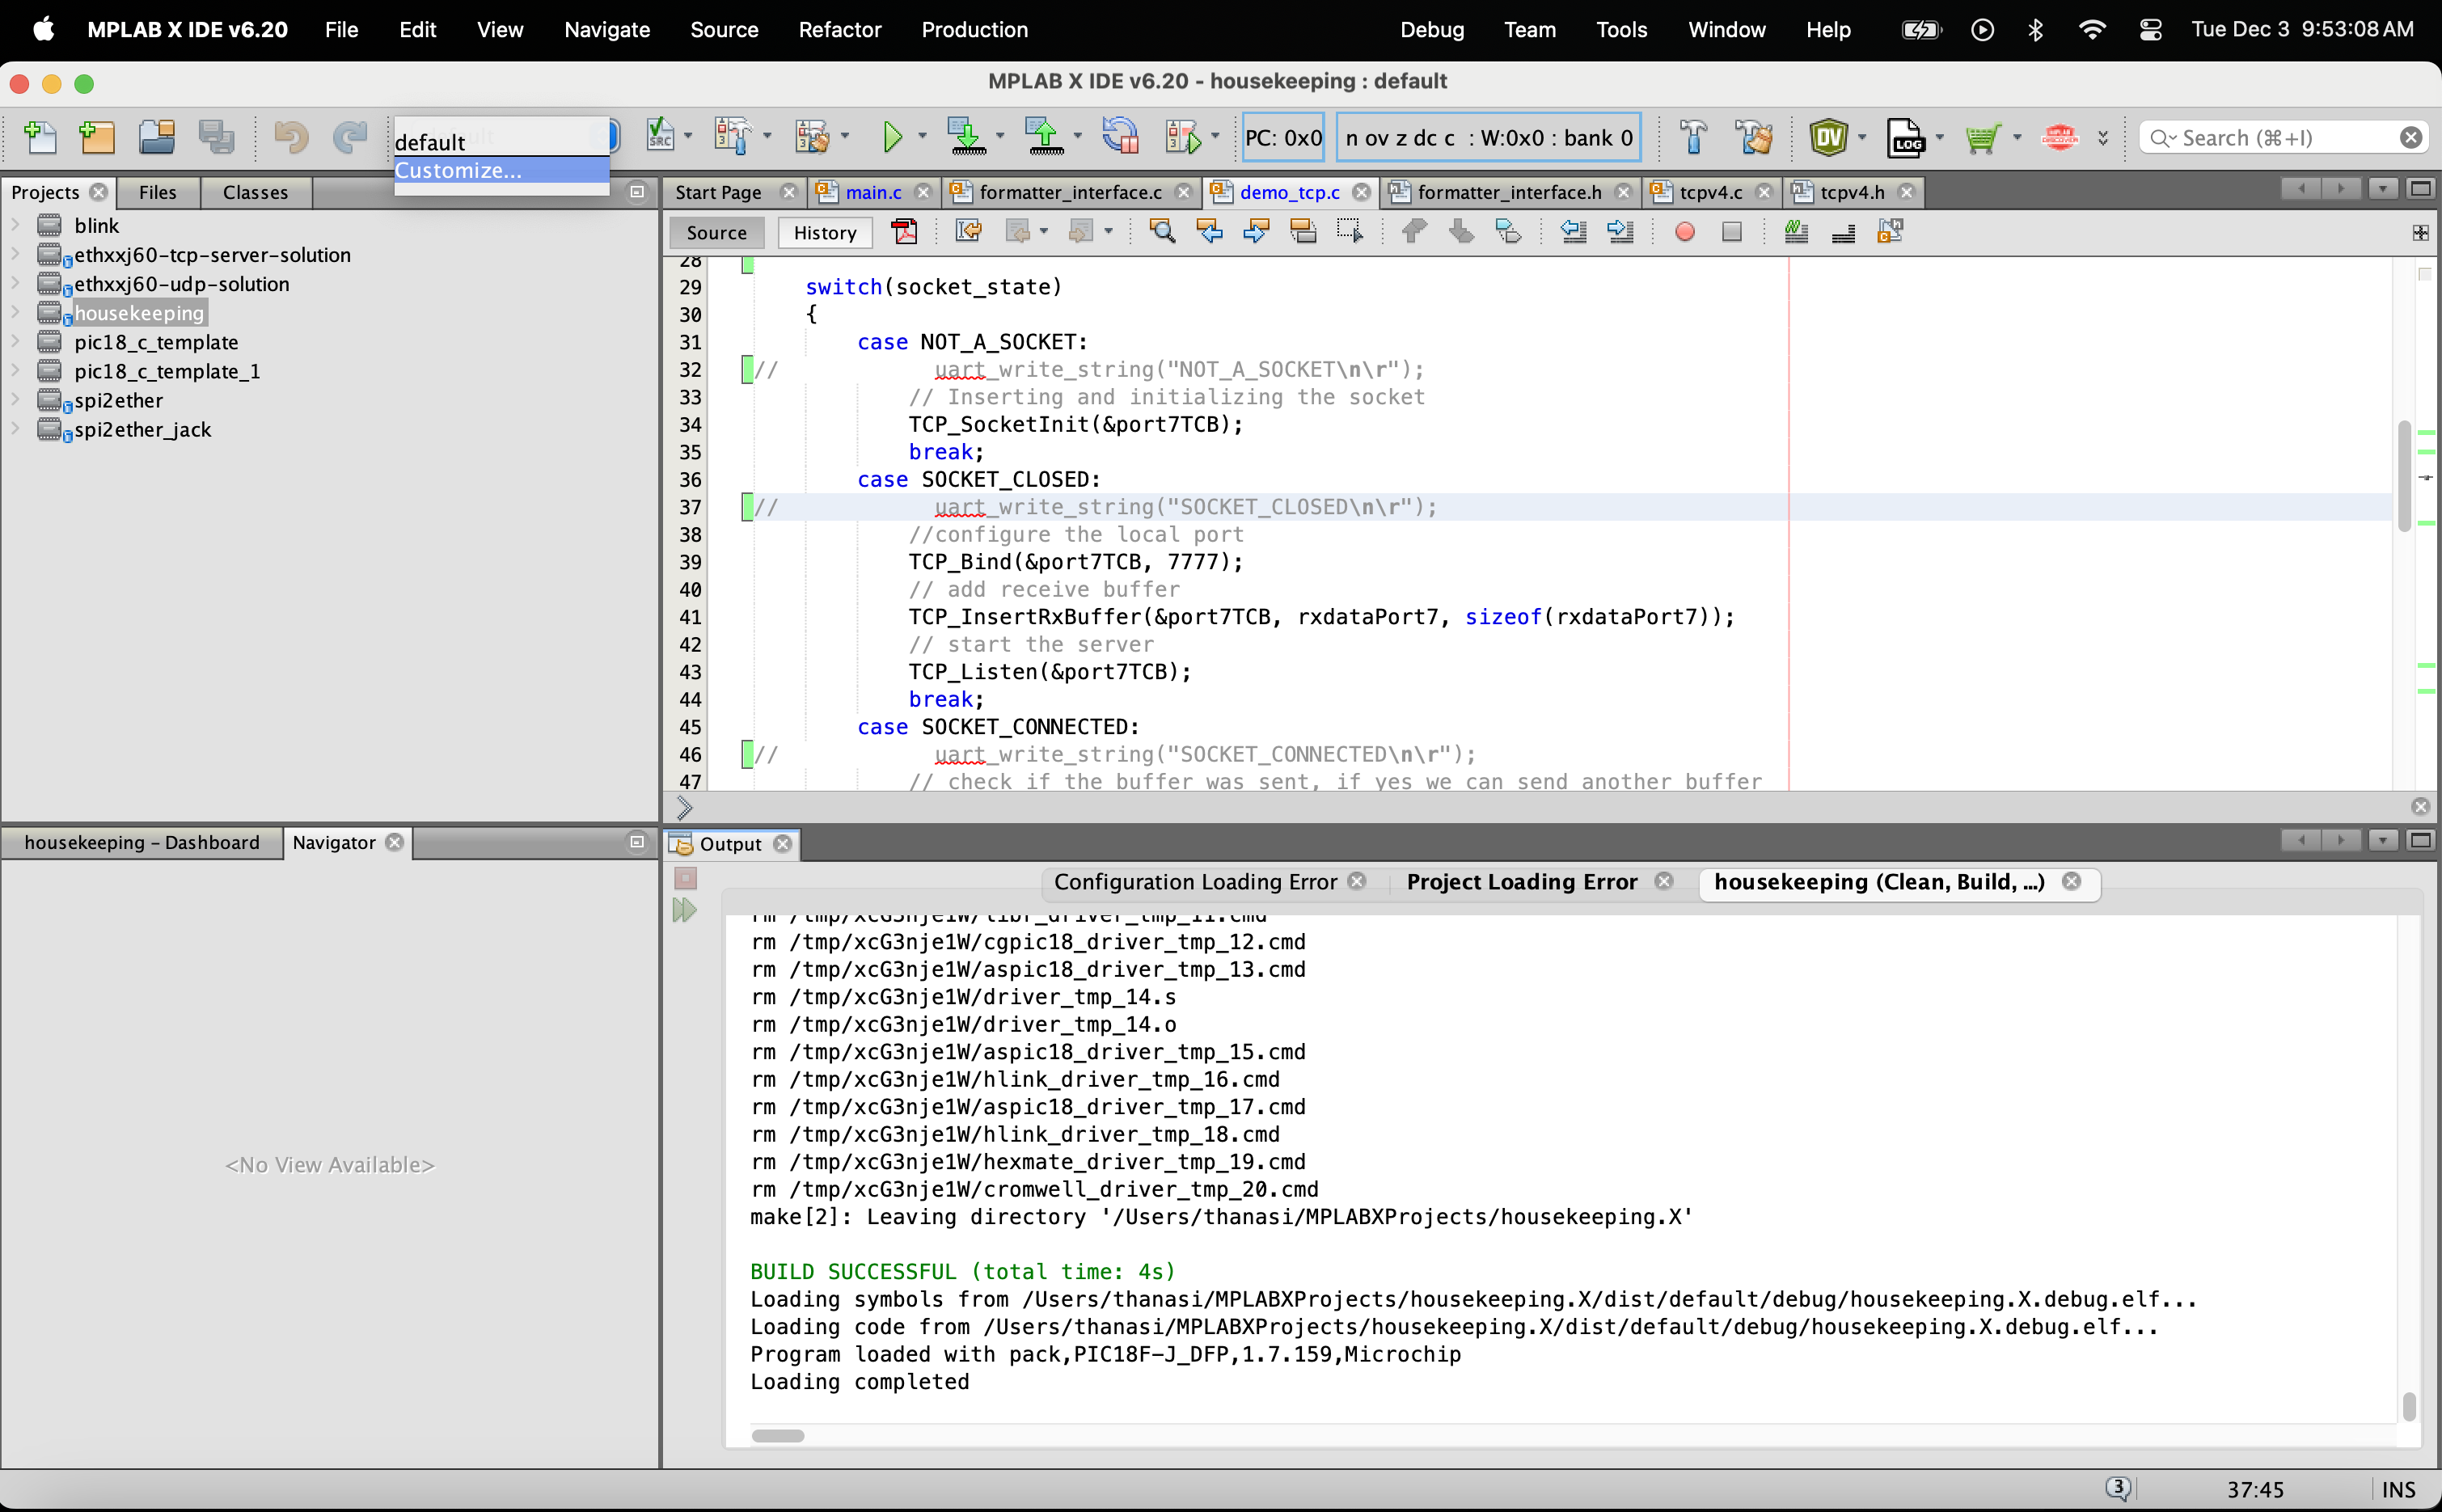 MPLAB X IDE v6.20 File Edit View Navigate Source Refactor Production Debug Team Tools Window Help Tue Dec 3 9:53:08 AM
MPLAB X IDE v6.20 - housekeeping : default
default
Customize...
PC: 0x0 n ov z dc c : W:0x0 : bank 0
SRC
DV
LOG
Search (⌘+I)
Projects Files Classes
blink
ethxxj60-tcp-server-solution
ethxxj60-udp-solution
housekeeping
pic18_c_template
pic18_c_template_1
spi2ether
spi2ether_jack
Start Page main.c formatter_interface.c demo_tcp.c formatter_interface.h tcpv4.c tcpv4.h
Source History
28
29 switch(socket_state)
30 {
31 case NOT_A_SOCKET:
32 // uart_write_string("NOT_A_SOCKET\n\r");
33 // Inserting and initializing the socket
34 TCP_SocketInit(&port7TCB);
35 break;
36 case SOCKET_CLOSED:
37 // uart_write_string("SOCKET_CLOSED\n\r");
38 //configure the local port
39 TCP_Bind(&port7TCB, 7777);
40 // add receive buffer
41 TCP_InsertRxBuffer(&port7TCB, rxdataPort7, sizeof(rxdataPort7));
42 // start the server
43 TCP_Listen(&port7TCB);
44 break;
45 case SOCKET_CONNECTED:
46 // uart_write_string("SOCKET_CONNECTED\n\r");
47 // check if the buffer was sent, if yes we can send another buffer
housekeeping - Dashboard Navigator
<No View Available>
Output
Configuration Loading Error Project Loading Error housekeeping (Clean, Build, ...)
rm /tmp/xcG3nje1W/libr_driver_tmp_11.cmd
rm /tmp/xcG3nje1W/cgpic18_driver_tmp_12.cmd
rm /tmp/xcG3nje1W/aspic18_driver_tmp_13.cmd
rm /tmp/xcG3nje1W/driver_tmp_14.s
rm /tmp/xcG3nje1W/driver_tmp_14.o
rm /tmp/xcG3nje1W/aspic18_driver_tmp_15.cmd
rm /tmp/xcG3nje1W/hlink_driver_tmp_16.cmd
rm /tmp/xcG3nje1W/aspic18_driver_tmp_17.cmd
rm /tmp/xcG3nje1W/hlink_driver_tmp_18.cmd
rm /tmp/xcG3nje1W/hexmate_driver_tmp_19.cmd
rm /tmp/xcG3nje1W/cromwell_driver_tmp_20.cmd
make[2]: Leaving directory '/Users/thanasi/MPLABXProjects/housekeeping.X'
BUILD SUCCESSFUL (total time: 4s)
Loading symbols from /Users/thanasi/MPLABXProjects/housekeeping.X/dist/default/debug/housekeeping.X.debug.elf...
Loading code from /Users/thanasi/MPLABXProjects/housekeeping.X/dist/default/debug/housekeeping.X.debug.elf...
Program loaded with pack,PIC18F-J_DFP,1.7.159,Microchip
Loading completed
3 37:45 INS